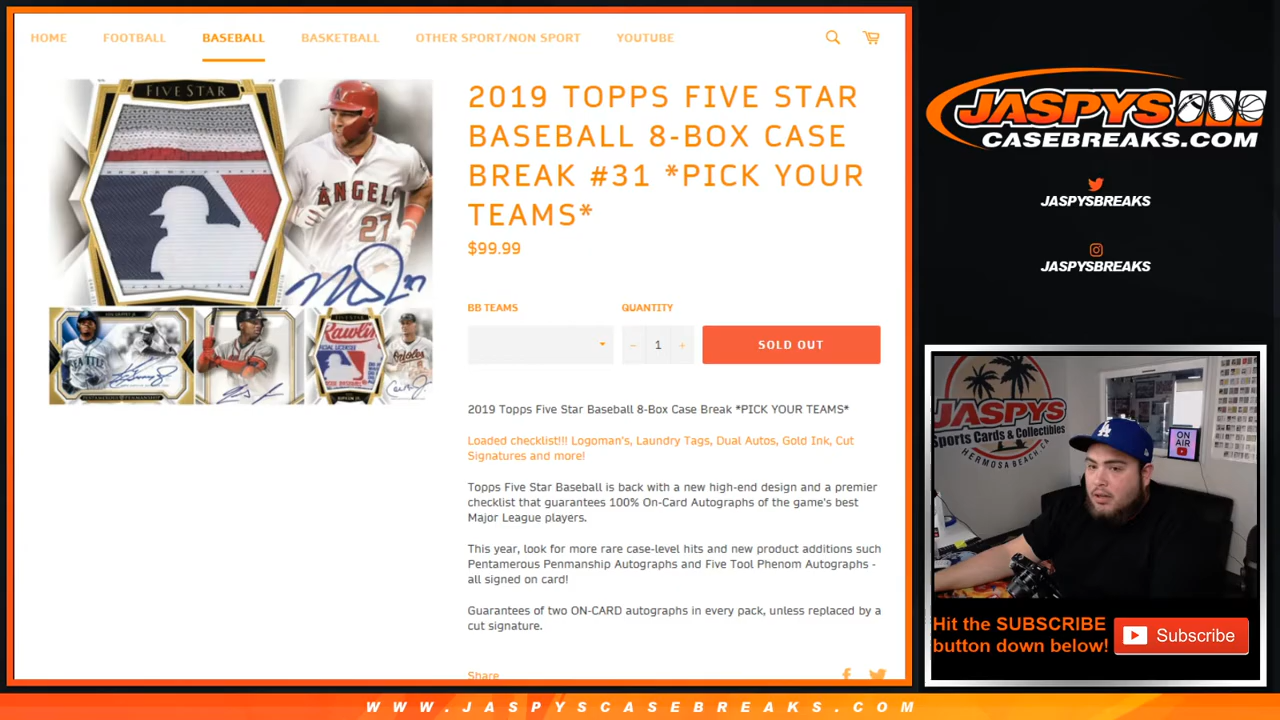 HOME FOOTBALL BASEBALL BASKETBALL OTHER SPORT/NON SPORT YOUTUBE
FIVE STAR
ANGELS
27
2019 TOPPS FIVE STAR
BASEBALL 8-BOX CASE
BREAK #31 *PICK YOUR
TEAMS*
$99.99
BB TEAMS QUANTITY
− 1 +
SOLD OUT
2019 Topps Five Star Baseball 8-Box Case Break *PICK YOUR TEAMS*
Loaded checklist!!! Logoman's, Laundry Tags, Dual Autos, Gold Ink, Cut
Signatures and more!
Topps Five Star Baseball is back with a new high-end design and a premier
checklist that guarantees 100% On-Card Autographs of the game's best
Major League players.
This year, look for more rare case-level hits and new product additions such
Pentamerous Penmanship Autographs and Five Tool Phenom Autographs -
all signed on card!
Guarantees of two ON-CARD autographs in every pack, unless replaced by a
cut signature.
Share
JASPYS
CASEBREAKS.COM
JASPYSBREAKS
JASPYSBREAKS
JASPYS
Sports Cards & Collectibles
HERMOSA BEACH, CA
LA
ON
AIR
Hit the SUBSCRIBE
button down below!
Subscribe
WWW.JASPYSCASEBREAKS.COM